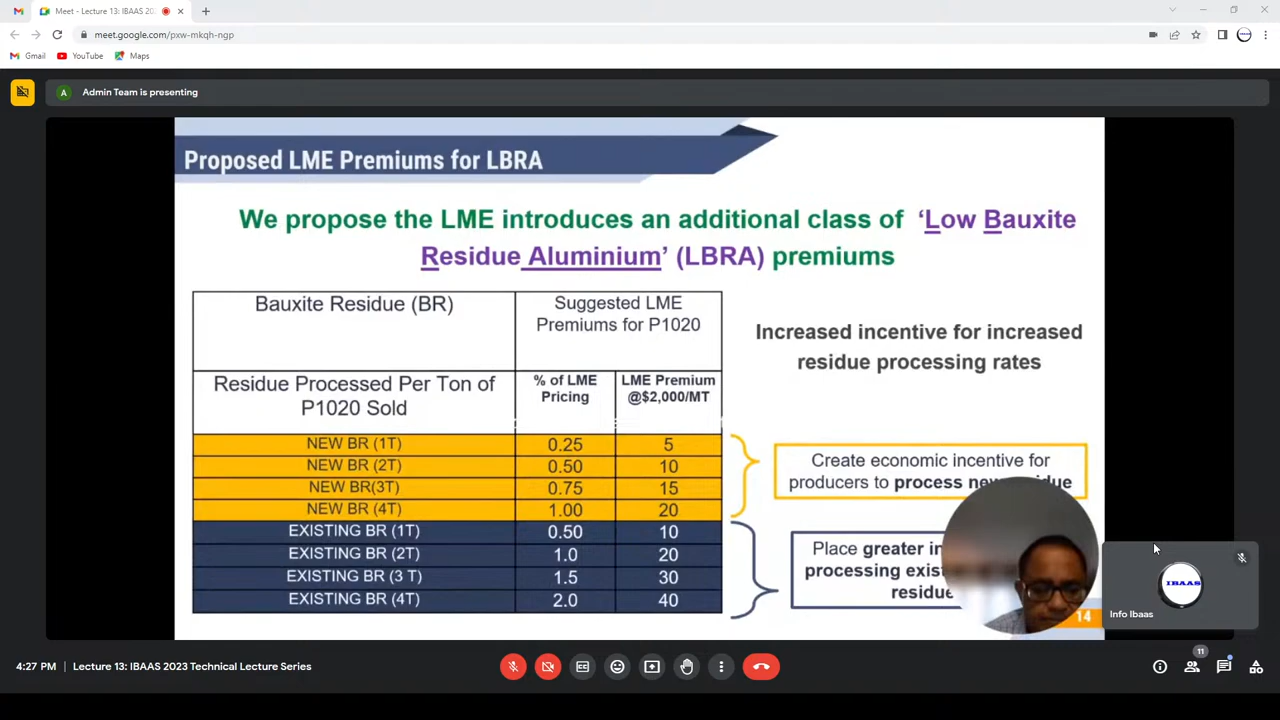 Meet - Lecture 13: IBAAS 202
meet.google.com/pxw-mkqh-ngp
Gmail
YouTube
Maps
A
Admin Team is presenting
Proposed LME Premiums for LBRA
We propose the LME introduces an additional class of ‘Low Bauxite
Residue Aluminium’ (LBRA) premiums
Bauxite Residue (BR)
Suggested LME
Premiums for P1020
Increased incentive for increased
residue processing rates
Residue Processed Per Ton of
P1020 Sold
% of LME
Pricing
LME Premium
@$2,000/MT
NEW BR (1T) 0.25 5
NEW BR (2T) 0.50 10
NEW BR(3T) 0.75 15
NEW BR (4T) 1.00 20
EXISTING BR (1T) 0.50 10
EXISTING BR (2T) 1.0 20
EXISTING BR (3 T) 1.5 30
EXISTING BR (4T) 2.0 40
Create economic incentive for
producers to process new
Place greater
processing
residue
14
IBAAS
Info Ibaas
4:27 PM
Lecture 13: IBAAS 2023 Technical Lecture Series
11